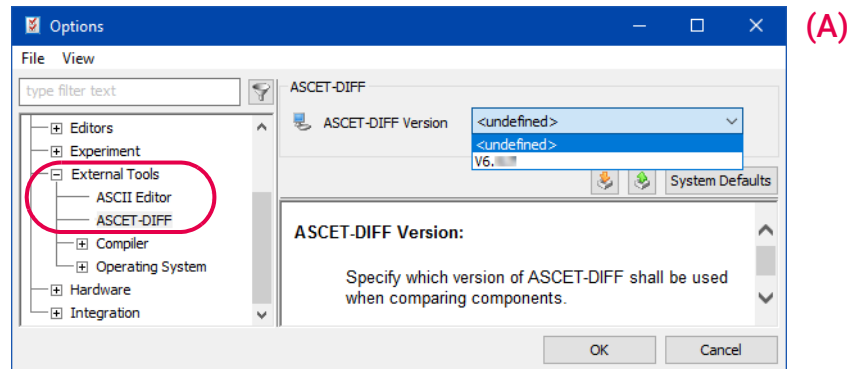 Options
(A)
File View
type filter text
Editors
Experiment
External Tools
ASCII Editor
ASCET-DIFF
Compiler
Operating System
Hardware
Integration
ASCET-DIFF
ASCET-DIFF Version
<undefined>
<undefined>
V6.
System Defaults
ASCET-DIFF Version:
Specify which version of ASCET-DIFF shall be used
when comparing components.
OK Cancel